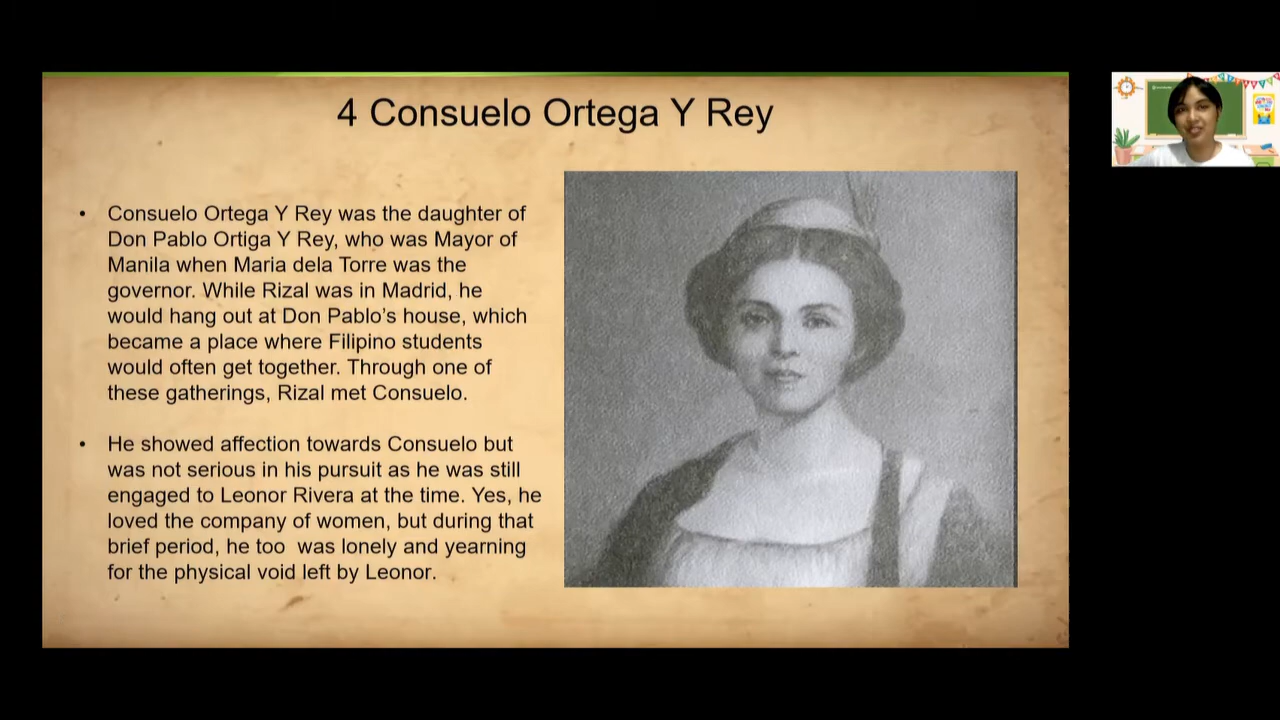 4 Consuelo Ortega Y Rey
• Consuelo Ortega Y Rey was the daughter of
Don Pablo Ortiga Y Rey, who was Mayor of
Manila when Maria dela Torre was the
governor. While Rizal was in Madrid, he
would hang out at Don Pablo’s house, which
became a place where Filipino students
would often get together. Through one of
these gatherings, Rizal met Consuelo.
• He showed affection towards Consuelo but
was not serious in his pursuit as he was still
engaged to Leonor Rivera at the time. Yes, he
loved the company of women, but during that
brief period, he too  was lonely and yearning
for the physical void left by Leonor.